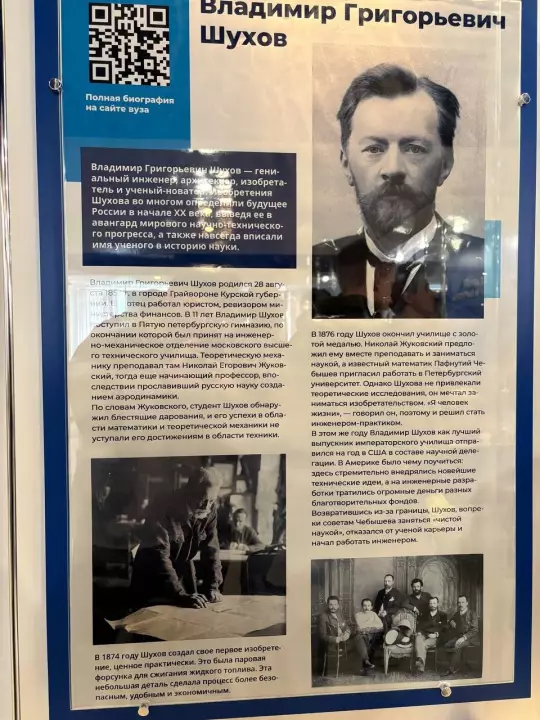 Владимир Григорьевич
Шухов
Полная биография
на сайте вуза
Владимир Григорьевич Шухов — гени-
альный инженер, архитектор, изобрета-
тель и ученый-новатор. Изобретения
Шухова во многом определили будущее
России в начале XX века, выведя ее в
авангард мирового научно-техническо-
го прогресса, а также навсегда вписали
имя ученого в историю науки.
Владимир Григорьевич Шухов родился 28 авгу-
ста в городе Грайвороне Курской губер-
нии. отец работал юристом, ревизором ми-
нистерства финансов. В 11 лет Владимир Шухов
поступил в Пятую петербургскую гимназию, по
окончании которой был принят на инженер-
но-механическое отделение московского высше-
го технического училища. Теоретическую меха-
нику преподавал там Николай Егорович Жуков-
ский, тогда еще начинающий профессор, впо-
следствии прославивший русскую науку созда-
нием аэродинамики.
По словам Жуковского, студент Шухов обнару-
жил блестящие дарования, и его успехи в обла-
сти математики и теоретической механики не
уступали его достижениям в области техники.
В 1874 году Шухов создал свое первое изобрете-
ние, ценное практически. Это была паровая
форсунка для сжигания жидкого топлива. Эта
небольшая деталь сделала процесс более безо-
пасным, удобным и экономичным.
В 1876 году Шухов окончил училище с золо-
той медалью. Николай Жуковский предло-
жил ему вместе преподавать и заниматься
наукой, а известный математик Пафнутий Че-
бышев пригласил работать в Петербургский
университет. Однако Шухова не привлекали
теоретические исследования, он мечтал за-
ниматься изобретательством. «Я человек
жизни», — говорил он, поэтому и решил стать
инженером-практиком.
В этом же году Владимир Шухов как лучший
выпускник императорского училища отпра-
вился на год в США в составе научной деле-
гации. В Америке было чему поучиться:
здесь стремительно внедрялись новейшие
технические идеи, а на инженерные разра-
ботки тратились огромные деньги разных
благотворительных фондов.
Возвратившись из-за границы, Шухов, вопре-
ки советам Чебышева заняться «чистой
наукой», отказался от ученой карьеры и
начал работать инженером.